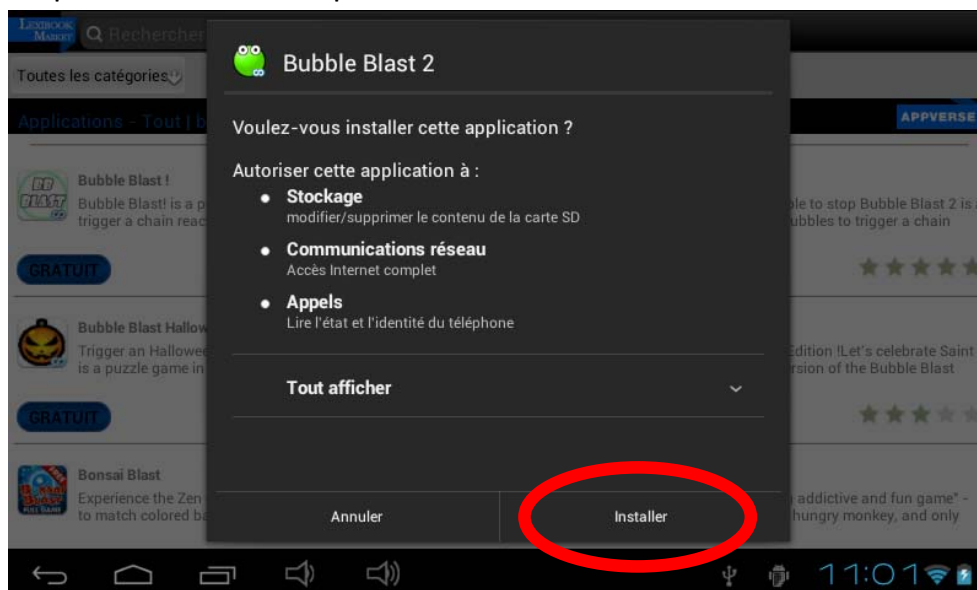 LEXIBOOK
MARKET
Rechercher
Bubble Blast 2
Toutes les catégories
Voulez-vous installer cette application ?
Applications - Tout | b
APPVERSE
Autoriser cette application à :
Stockage
modifier/supprimer le contenu de la carte SD
Communications réseau
Accès Internet complet
Appels
Lire l'état et l'identité du téléphone
Tout afficher
Annuler
Installer
BB
BLAST
Bubble Blast !
Bubble Blast! is a p
trigger a chain reac
to stop Bubble Blast 2 is
ubbles to trigger a chain
GRATUIT
Bubble Blast Hallow
Trigger an Hallowe
is a puzzle game in
Edition !Let's celebrate Saint
rsion of the Bubble Blast
GRATUIT
Bonsai Blast
Experience the Zen
to match colored ba
addictive and fun game" -
hungry monkey, and only
11:01